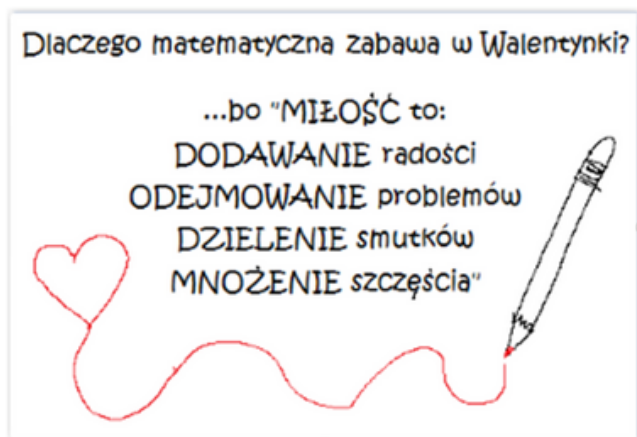 Dlaczego matematyczna zabawa w Walentynki?
...bo "MIŁOŚĆ to:
DODAWANIE radości
ODEJMOWANIE problemów
DZIELENIE smutków
MNOŻENIE szczęścia"